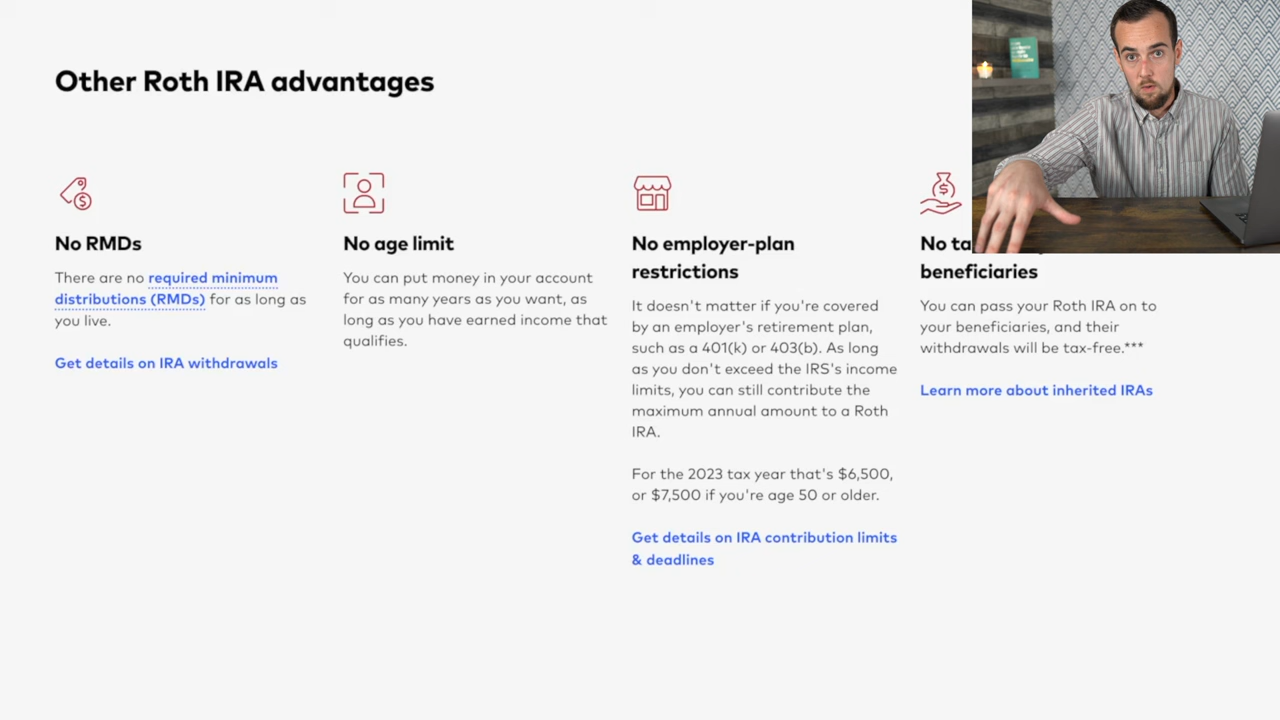 Other Roth IRA advantages
No RMDs
There are no required minimum
distributions (RMDs) for as long as
you live.
Get details on IRA withdrawals
No age limit
You can put money in your account
for as many years as you want, as
long as you have earned income that
qualifies.
No employer-plan
restrictions
It doesn't matter if you're covered
by an employer's retirement plan,
such as a 401(k) or 403(b). As long
as you don't exceed the IRS's income
limits, you can still contribute the
maximum annual amount to a Roth
IRA.
For the 2023 tax year that's $6,500,
or $7,500 if you're age 50 or older.
Get details on IRA contribution limits
& deadlines
No
beneficiaries
You can pass your Roth IRA on to
your beneficiaries, and their
withdrawals will be tax-free.***
Learn more about inherited IRAs